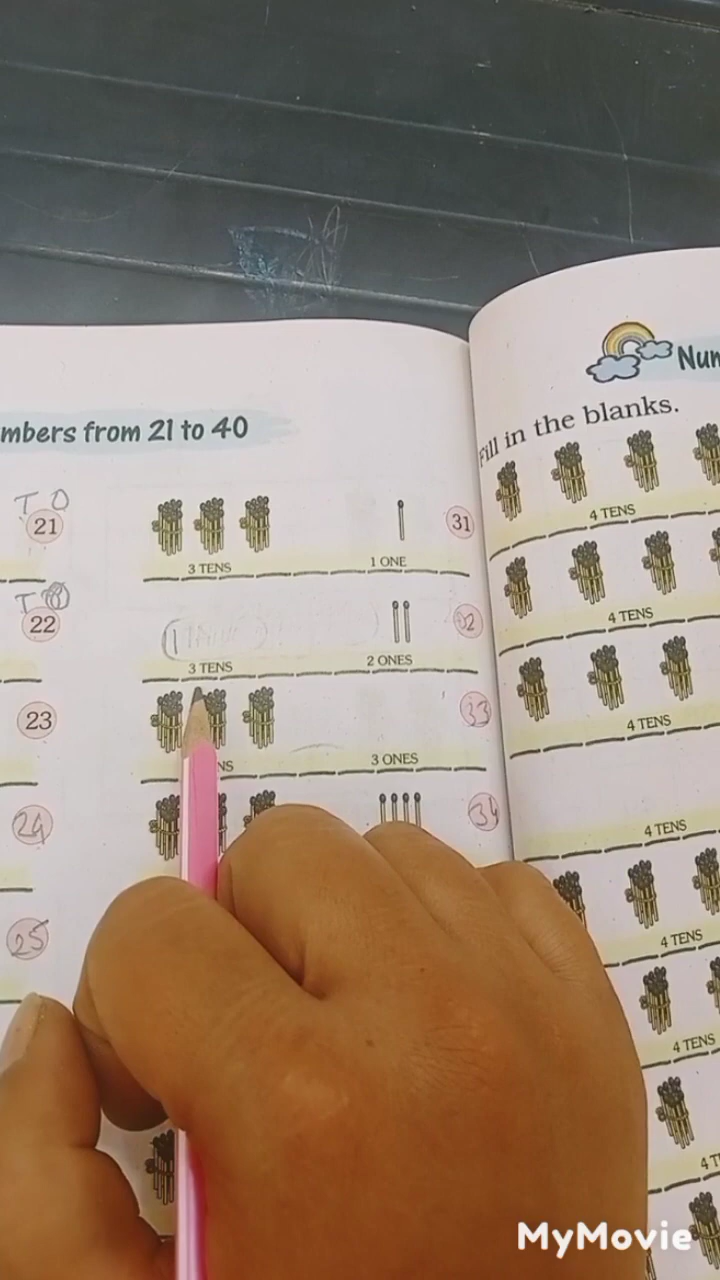 mbers from 21 to 40
T O
21
3 TENS
1 ONE
31
T O
22
3 TENS
2 ONES
32
23
NS
3 ONES
33
24
34
25
Num
Fill in the blanks.
4 TENS
4 TENS
4 TENS
4 TENS
4 TENS
4 TENS
4 T
MyMovie